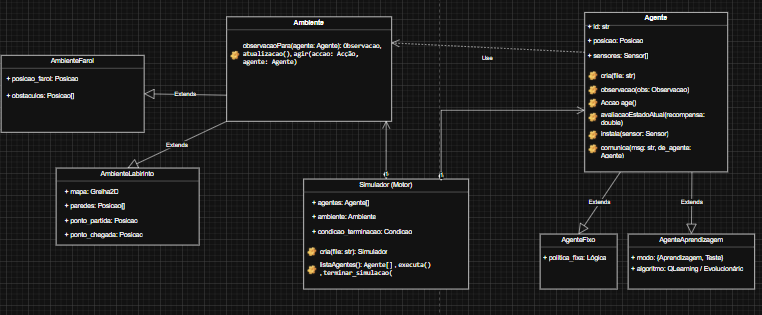 Ambiente
observacaoPara(agente: Agente): Observacao,
atualizacao(),agir(accao: Acção,
agente: Agente)
Agente
+ id: str
+ posicao: Posicao
+ sensores: Sensor[]
cria(file: str)
observacao(obs: Observacao)
Accao age()
avaliacaoEstadoAtual(recompensa:
double)
instala(sensor: Sensor)
comunica(msg: str, de_agente:
Agente)
Use
AmbienteFarol
+ posicao_farol: Posicao
+ obstaculos: Posicao[]
Extends
Extends
AmbienteLabirinto
+ mapa: Grelha2D
+ paredes: Posicao[]
+ ponto_partida: Posicao
+ ponto_chegada: Posicao
Simulador (Motor)
+ agentes: Agente[]
+ ambiente: Ambiente
+ condicao_terminacao: Condicao
cria(file: str): Simulador
listaAgentes(): Agente[],executa()
,terminar_simulacao(
Extends
Extends
AgenteFixo
+ politica_fixa: Lógica
AgenteAprendizagem
+ modo: {Aprendizagem, Teste}
+ algoritmo: QLearning / Evolucionário